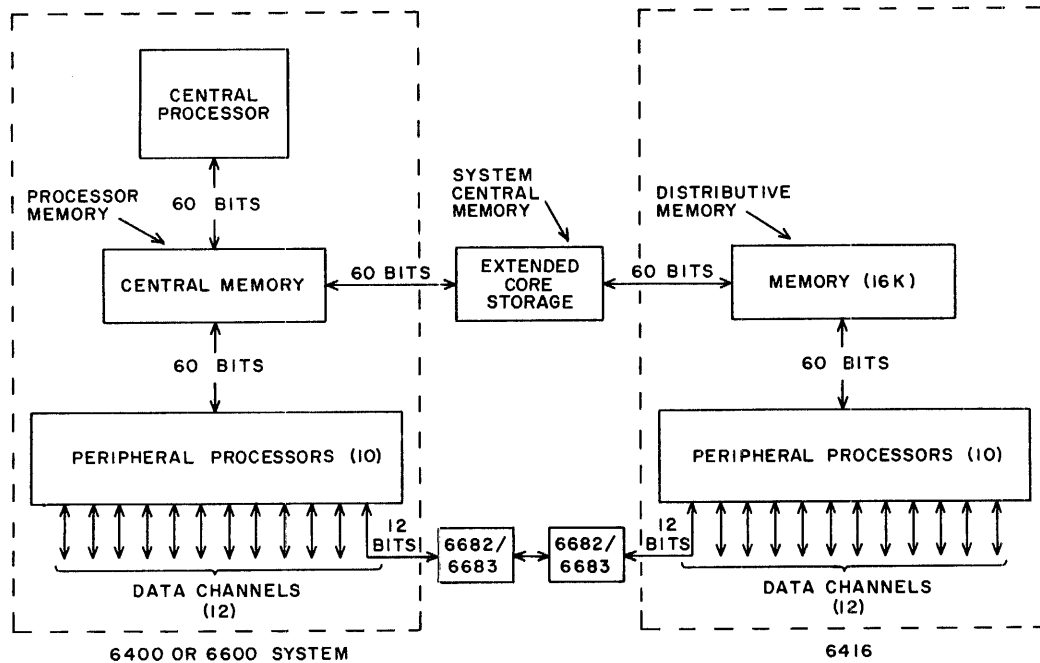 CENTRAL
PROCESSOR
PROCESSOR
MEMORY
60 BITS
CENTRAL MEMORY
60 BITS
60 BITS
PERIPHERAL PROCESSORS (10)
12
BITS
DATA CHANNELS
(12)
6400 OR 6600 SYSTEM
SYSTEM
CENTRAL
MEMORY
EXTENDED
CORE
STORAGE
60 BITS
6682/
6683
6682/
6683
DISTRIBUTIVE
MEMORY
MEMORY (16K)
60 BITS
PERIPHERAL PROCESSORS (10)
12
BITS
DATA CHANNELS
(12)
6416